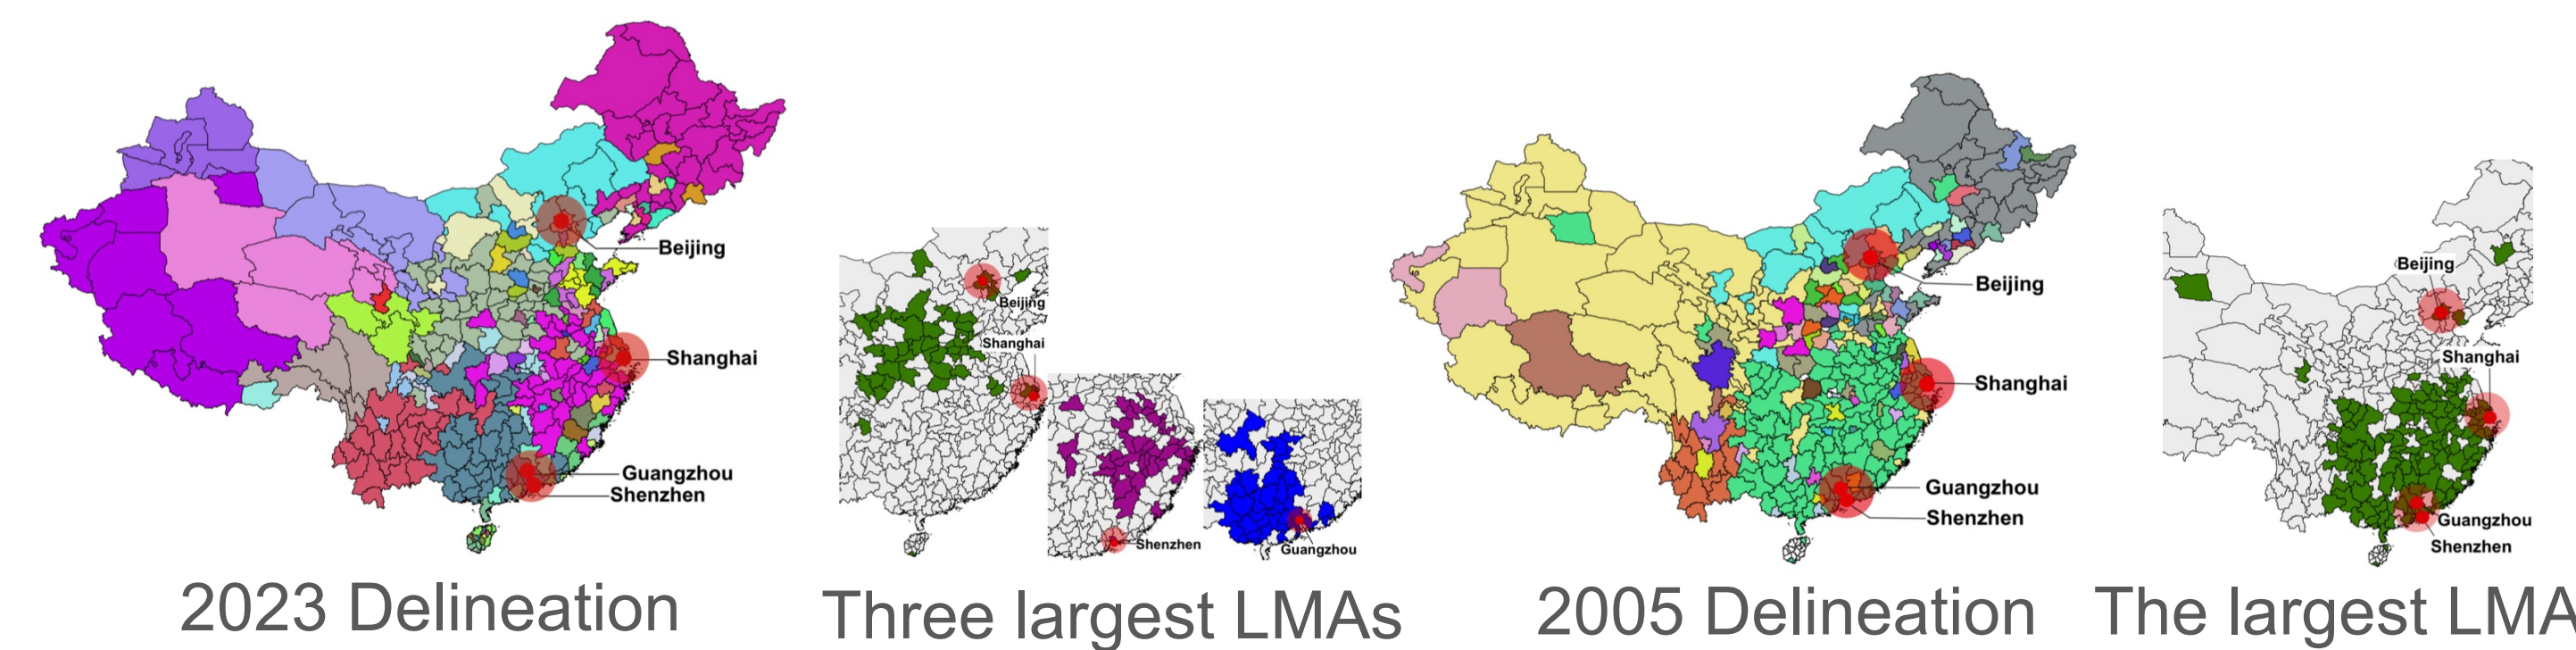 Beijing
Shanghai
Guangzhou
Shenzhen
2023 Delineation
Beijing
Shanghai
Shenzhen
Guangzhou
Three largest LMAs
Beijing
Shanghai
Guangzhou
Shenzhen
2005 Delineation
Beijing
Shanghai
Guangzhou
Shenzhen
The largest LMA